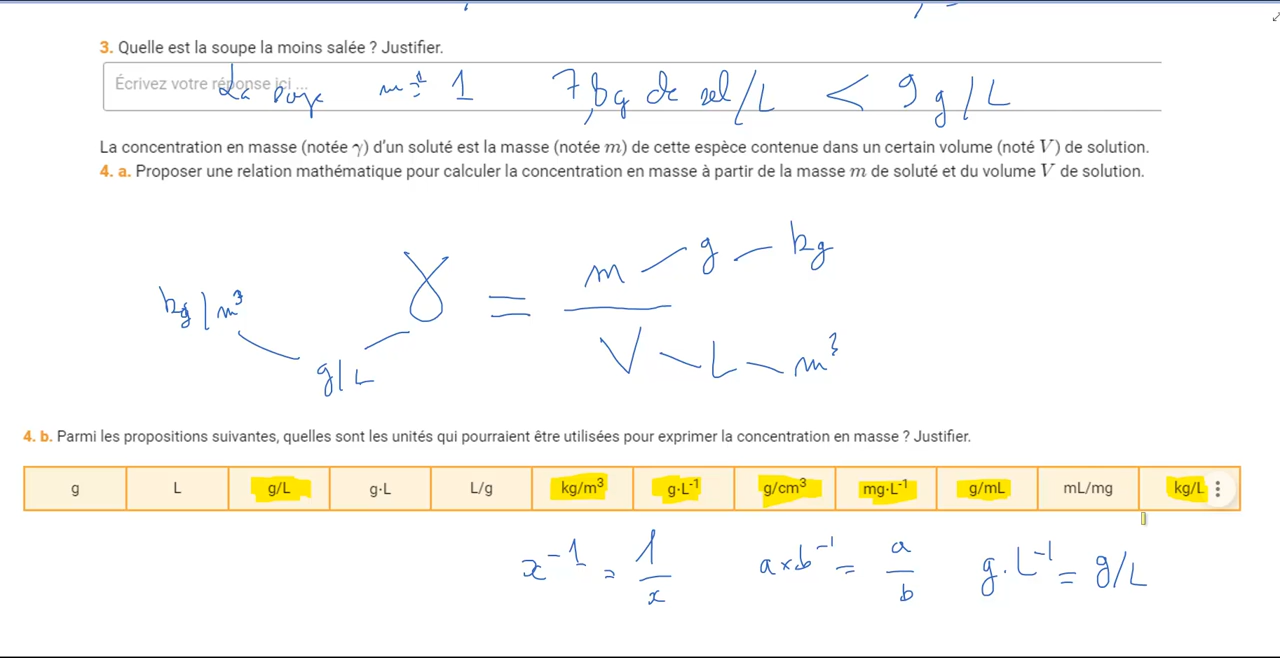 3. Quelle est la soupe la moins salée ? Justifier.
Écrivez votre réponse ici ...
La soupe n° 1 7,6g de sel/L < 9 g/L
La concentration en masse (notée γ) d'un soluté est la masse (notée m) de cette espèce contenue dans un certain volume (noté V) de solution.
4. a. Proposer une relation mathématique pour calculer la concentration en masse à partir de la masse m de soluté et du volume V de solution.
kg/m³ g/L γ = m/V
m g kg
V L m³
4. b. Parmi les propositions suivantes, quelles sont les unités qui pourraient être utilisées pour exprimer la concentration en masse ? Justifier.
g L g/L g·L L/g kg/m³ g·L⁻¹ g/cm³ mg·L⁻¹ g/mL mL/mg kg/L
x⁻¹ = 1/x a×b⁻¹ = a/b g.L⁻¹ = g/L